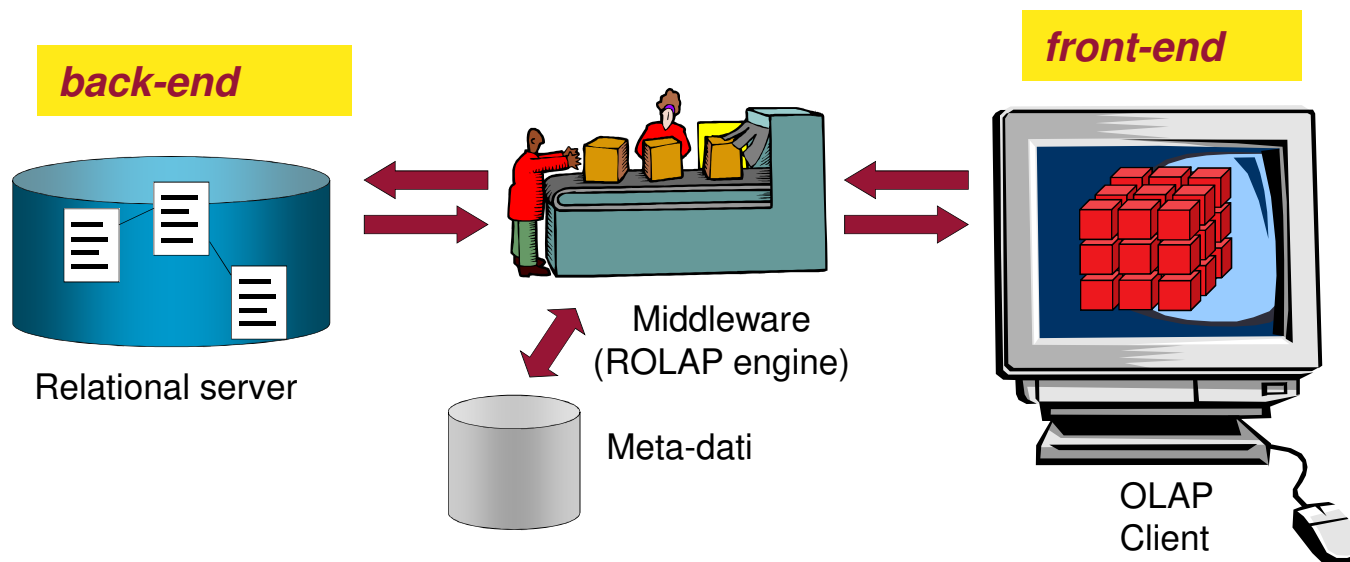 back-end
front-end
Relational server
Middleware
(ROLAP engine)
Meta-dati
OLAP
Client